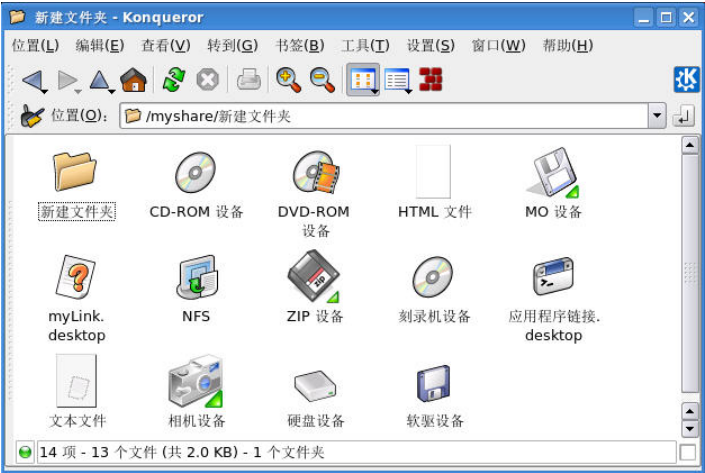 新建文件夹 - Konqueror
位置(L) 编辑(E) 查看(V) 转到(G) 书签(B) 工具(T) 设置(S) 窗口(W) 帮助(H)
位置(O): /myshare/新建文件夹
新建文件夹 CD-ROM 设备 DVD-ROM 设备 HTML 文件 MO 设备
myLink.desktop NFS ZIP 设备 刻录机设备 应用程序链接.desktop
文本文件 相机设备 硬盘设备 软驱设备
14 项 - 13 个文件 (共 2.0 KB) - 1 个文件夹